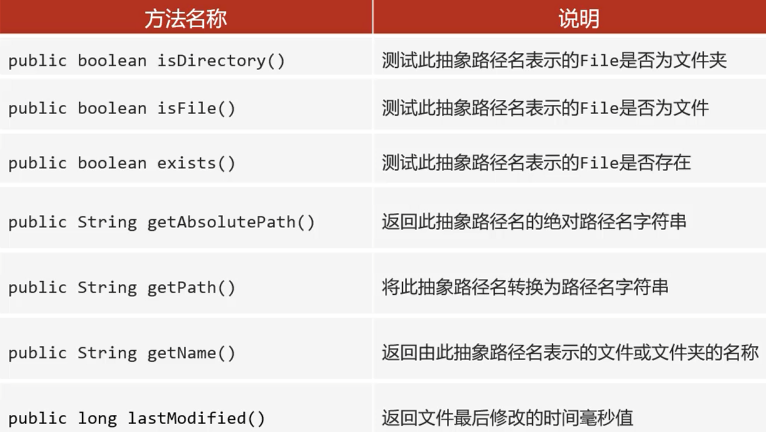 方法名称 说明
public boolean isDirectory() 测试此抽象路径名表示的File是否为文件夹
public boolean isFile() 测试此抽象路径名表示的File是否为文件
public boolean exists() 测试此抽象路径名表示的File是否存在
public String getAbsolutePath() 返回此抽象路径名的绝对路径名字符串
public String getPath() 将此抽象路径名转换为路径名字符串
public String getName() 返回由此抽象路径名表示的文件或文件夹的名称
public long lastModified() 返回文件最后修改的时间毫秒值